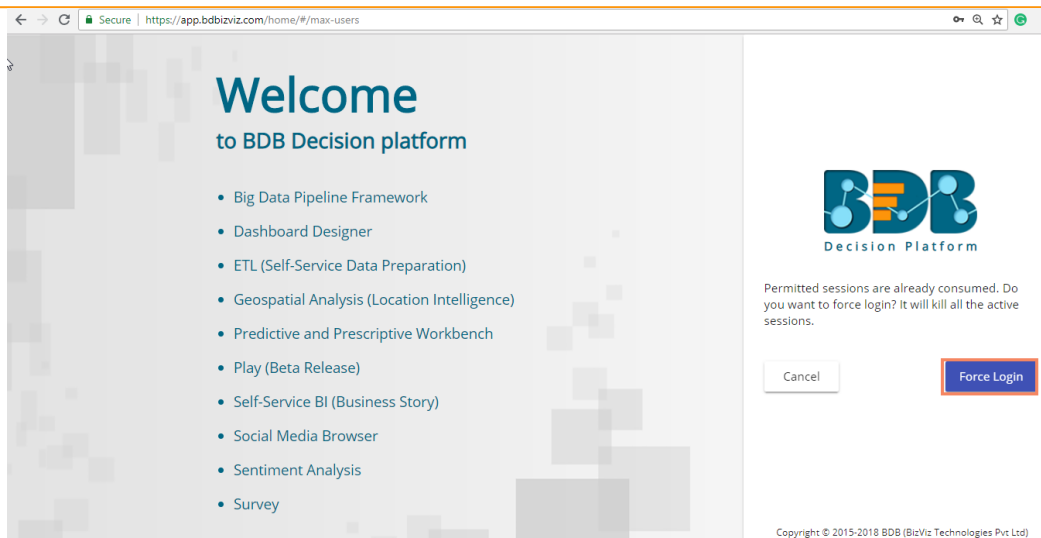 Secure | https://app.bdbizviz.com/home/#/max-users
Welcome
to BDB Decision platform
• Big Data Pipeline Framework
• Dashboard Designer
• ETL (Self-Service Data Preparation)
• Geospatial Analysis (Location Intelligence)
• Predictive and Prescriptive Workbench
• Play (Beta Release)
• Self-Service BI (Business Story)
• Social Media Browser
• Sentiment Analysis
• Survey
BDB
Decision Platform
Permitted sessions are already consumed. Do
you want to force login? It will kill all the active
sessions.
Cancel
Force Login
Copyright © 2015-2018 BDB (BizViz Technologies Pvt Ltd)